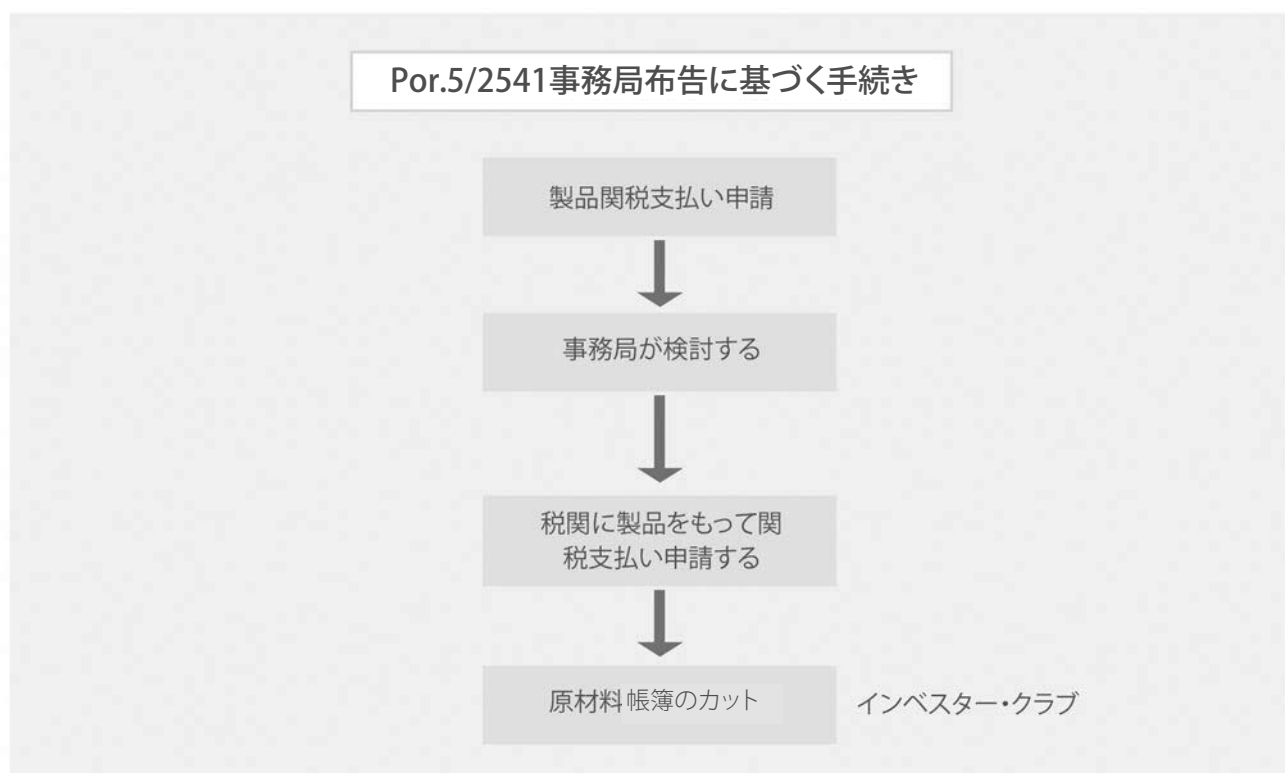 Por.5/2541事務局布告に基づく手続き
製品関税支払い申請
事務局が検討する
税関に製品をもって関
税支払い申請する
原材料帳簿のカット
インベスター・クラブ